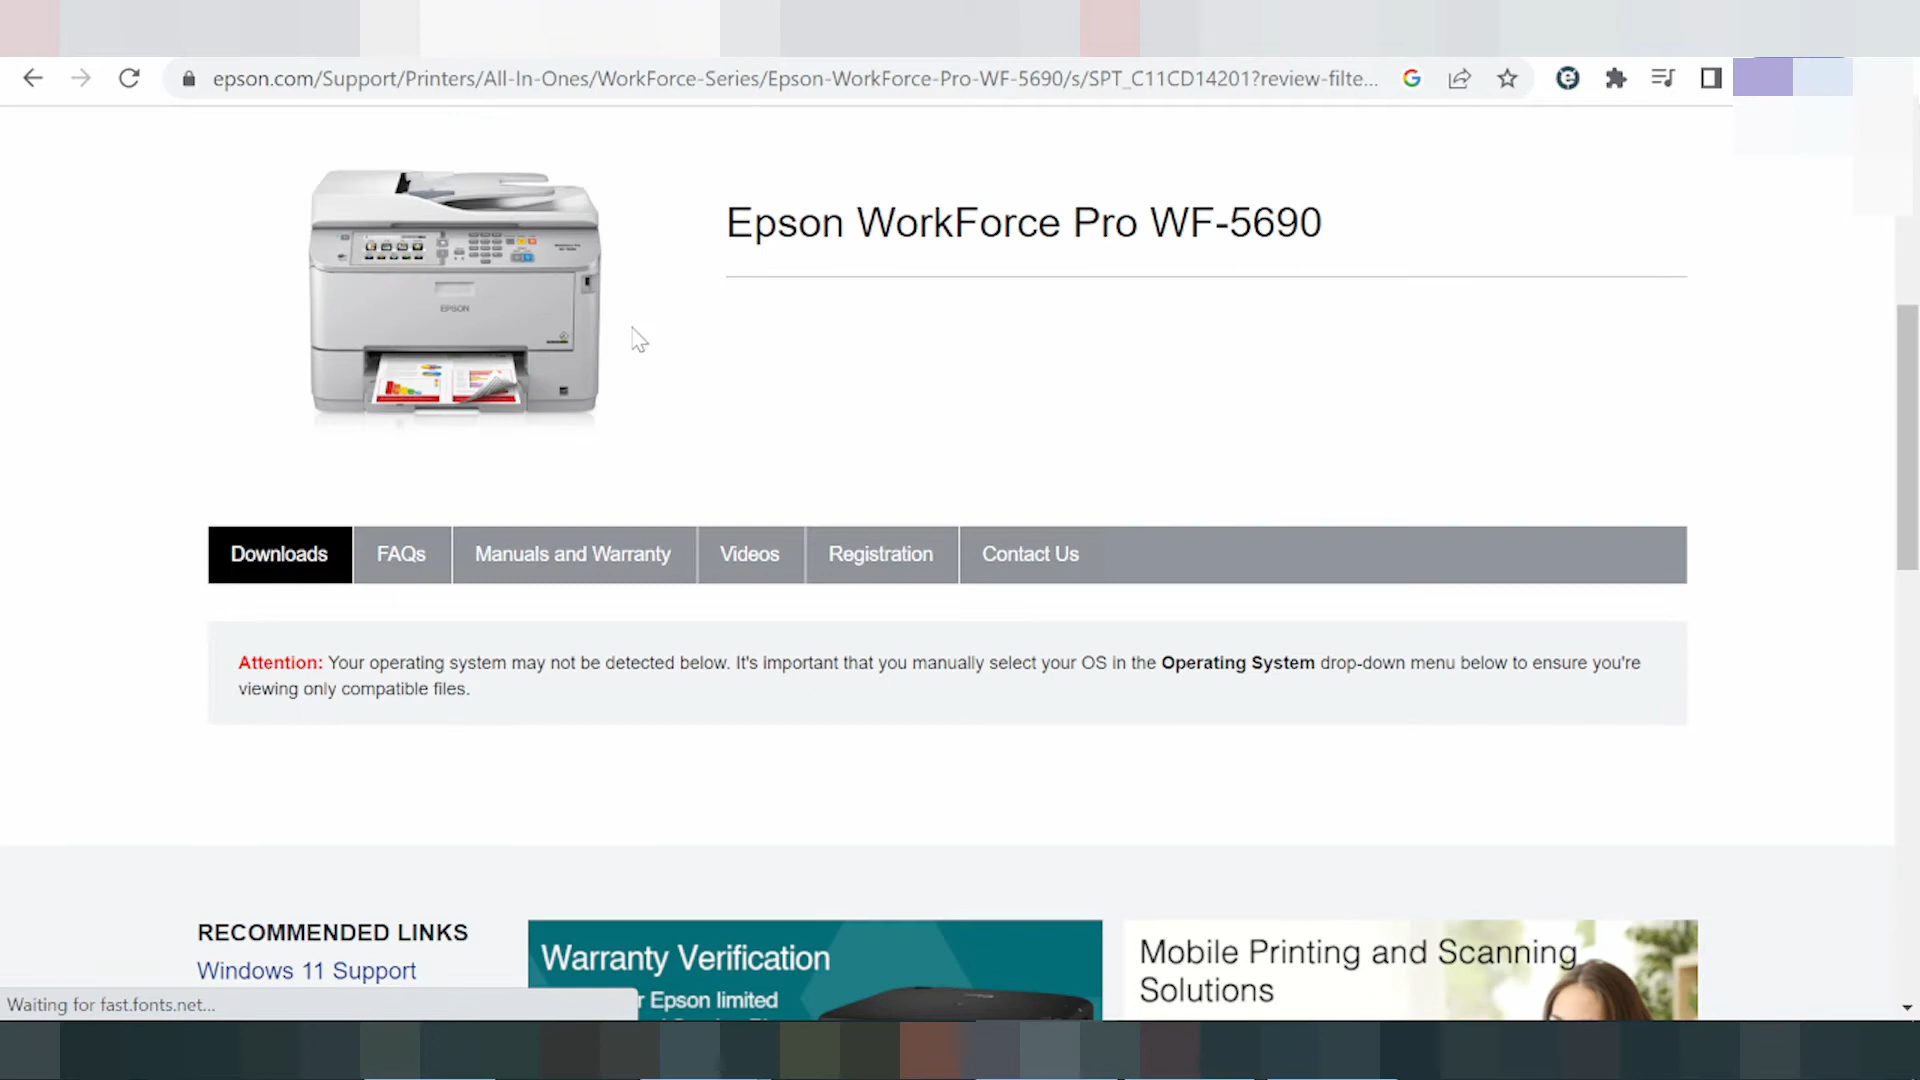 epson.com/Support/Printers/All-In-Ones/WorkForce-Series/Epson-WorkForce-Pro-WF-5690/s/SPT_C11CD14201?review-filte...
Epson WorkForce Pro WF-5690
EPSON
Downloads
FAQs
Manuals and Warranty
Videos
Registration
Contact Us
Attention: Your operating system may not be detected below. It's important that you manually select your OS in the Operating System drop-down menu below to ensure you're
viewing only compatible files.
RECOMMENDED LINKS
Windows 11 Support
Warranty Verification
r Epson limited
Mobile Printing and Scanning
Solutions
Waiting for fast.fonts.net...